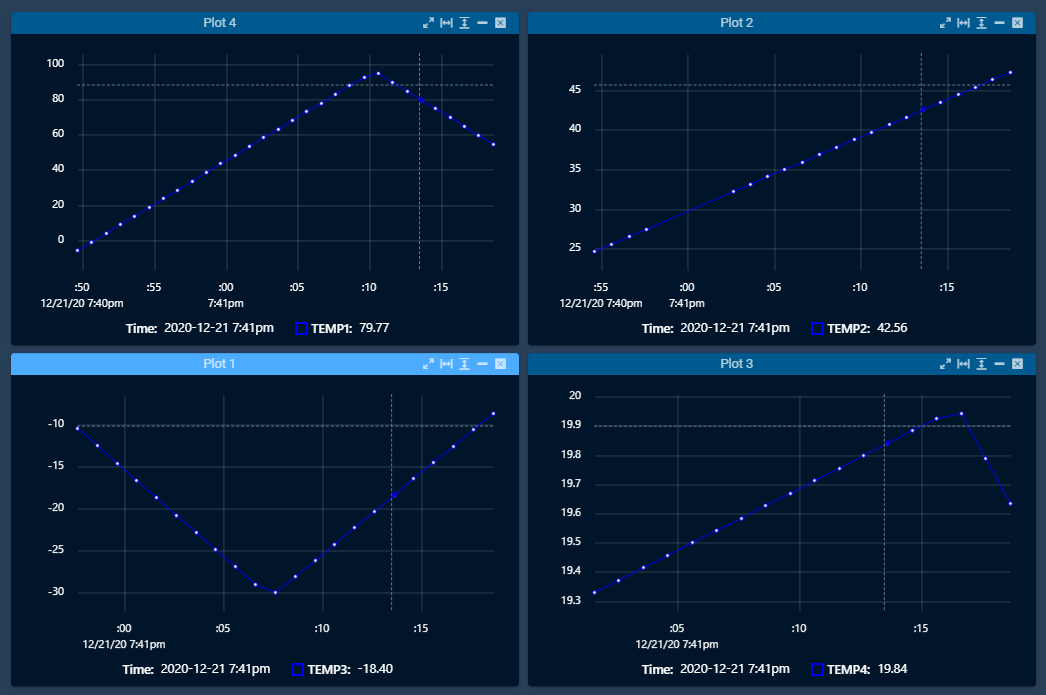 Plot 4
100
80
60
40
20
0
:50 :55 :00 :05 :10 :15
12/21/20 7:40pm 7:41pm
Time: 2020-12-21 7:41pm TEMP1: 79.77
Plot 2
45
40
35
30
25
:55 :00 :05 :10 :15
12/21/20 7:40pm 7:41pm
Time: 2020-12-21 7:41pm TEMP2: 42.56
Plot 1
-10
-15
-20
-25
-30
:00 :05 :10 :15
12/21/20 7:41pm
Time: 2020-12-21 7:41pm TEMP3: -18.40
Plot 3
20
19.9
19.8
19.7
19.6
19.5
19.4
19.3
:05 :10 :15
12/21/20 7:41pm
Time: 2020-12-21 7:41pm TEMP4: 19.84